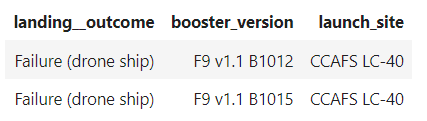 landing__outcome booster_version launch_site
Failure (drone ship) F9 v1.1 B1012 CCAFS LC-40
Failure (drone ship) F9 v1.1 B1015 CCAFS LC-40